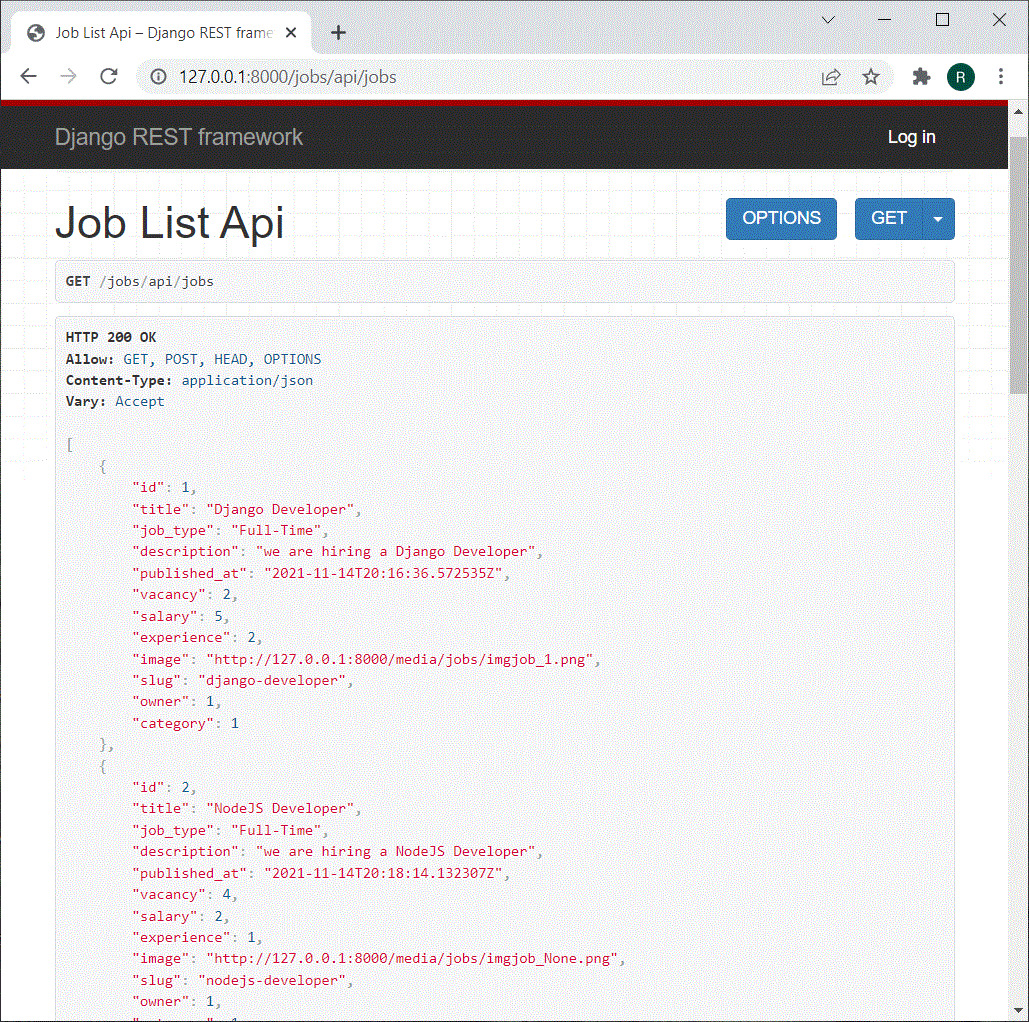 Job List Api – Django REST frame
127.0.0.1:8000/jobs/api/jobs
R
Django REST framework
Log in
Job List Api
OPTIONS
GET
GET /jobs/api/jobs
HTTP 200 OK
Allow: GET, POST, HEAD, OPTIONS
Content-Type: application/json
Vary: Accept
[
    {
        "id": 1,
        "title": "Django Developer",
        "job_type": "Full-Time",
        "description": "we are hiring a Django Developer",
        "published_at": "2021-11-14T20:16:36.572535Z",
        "vacancy": 2,
        "salary": 5,
        "experience": 2,
        "image": "http://127.0.0.1:8000/media/jobs/imgjob_1.png",
        "slug": "django-developer",
        "owner": 1,
        "category": 1
    },
    {
        "id": 2,
        "title": "NodeJS Developer",
        "job_type": "Full-Time",
        "description": "we are hiring a NodeJS Developer",
        "published_at": "2021-11-14T20:18:14.132307Z",
        "vacancy": 4,
        "salary": 2,
        "experience": 1,
        "image": "http://127.0.0.1:8000/media/jobs/imgjob_None.png",
        "slug": "nodejs-developer",
        "owner": 1,